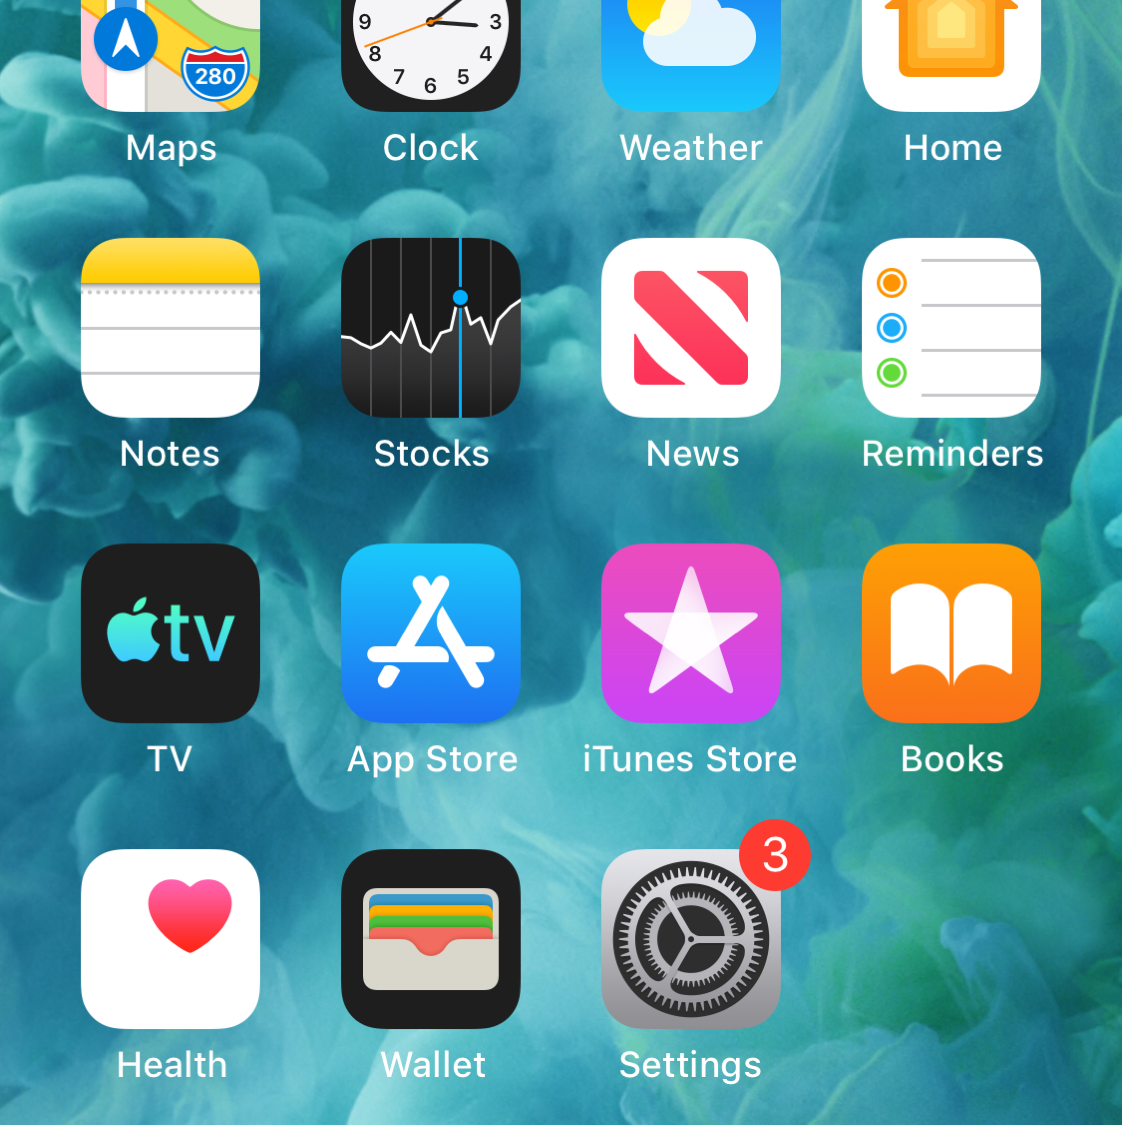 280
9 3
8 4
7 6 5
Maps Clock Weather Home
Notes Stocks News Reminders
tv
TV App Store iTunes Store Books
3
Health Wallet Settings